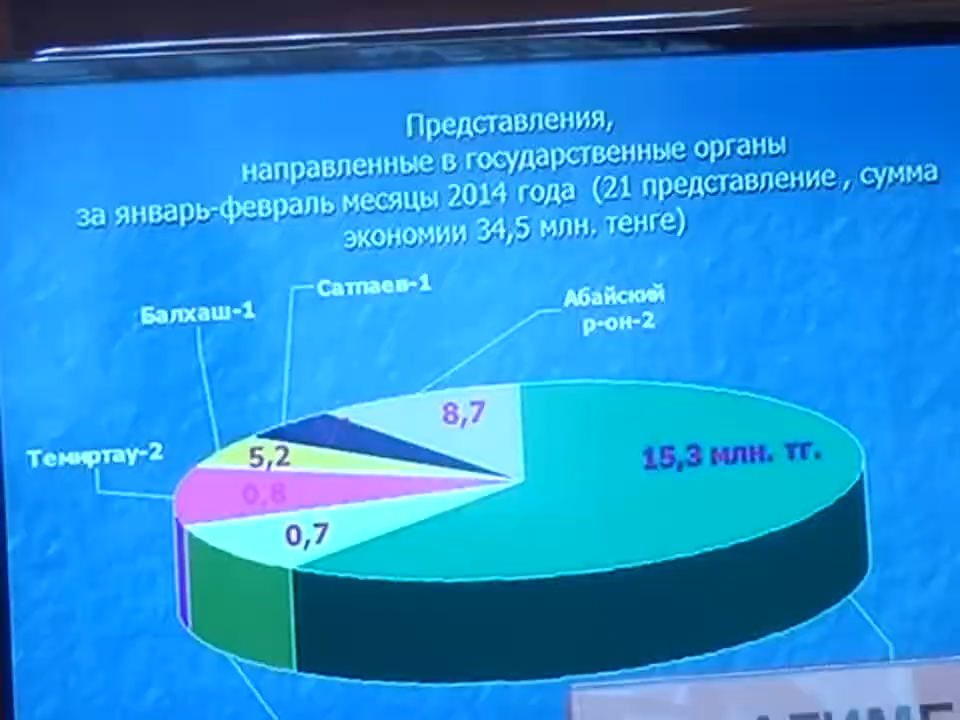 Представления,
направленные в государственные органы
за январь-февраль месяцы 2014 года (21 представление , сумма
экономии 34,5 млн. тенге)
Сатпаев-1
Балхаш-1
Абайский
р-он-2
Темиртау-2
8,7
5,2
0,8
0,7
15,3 млн. тг.